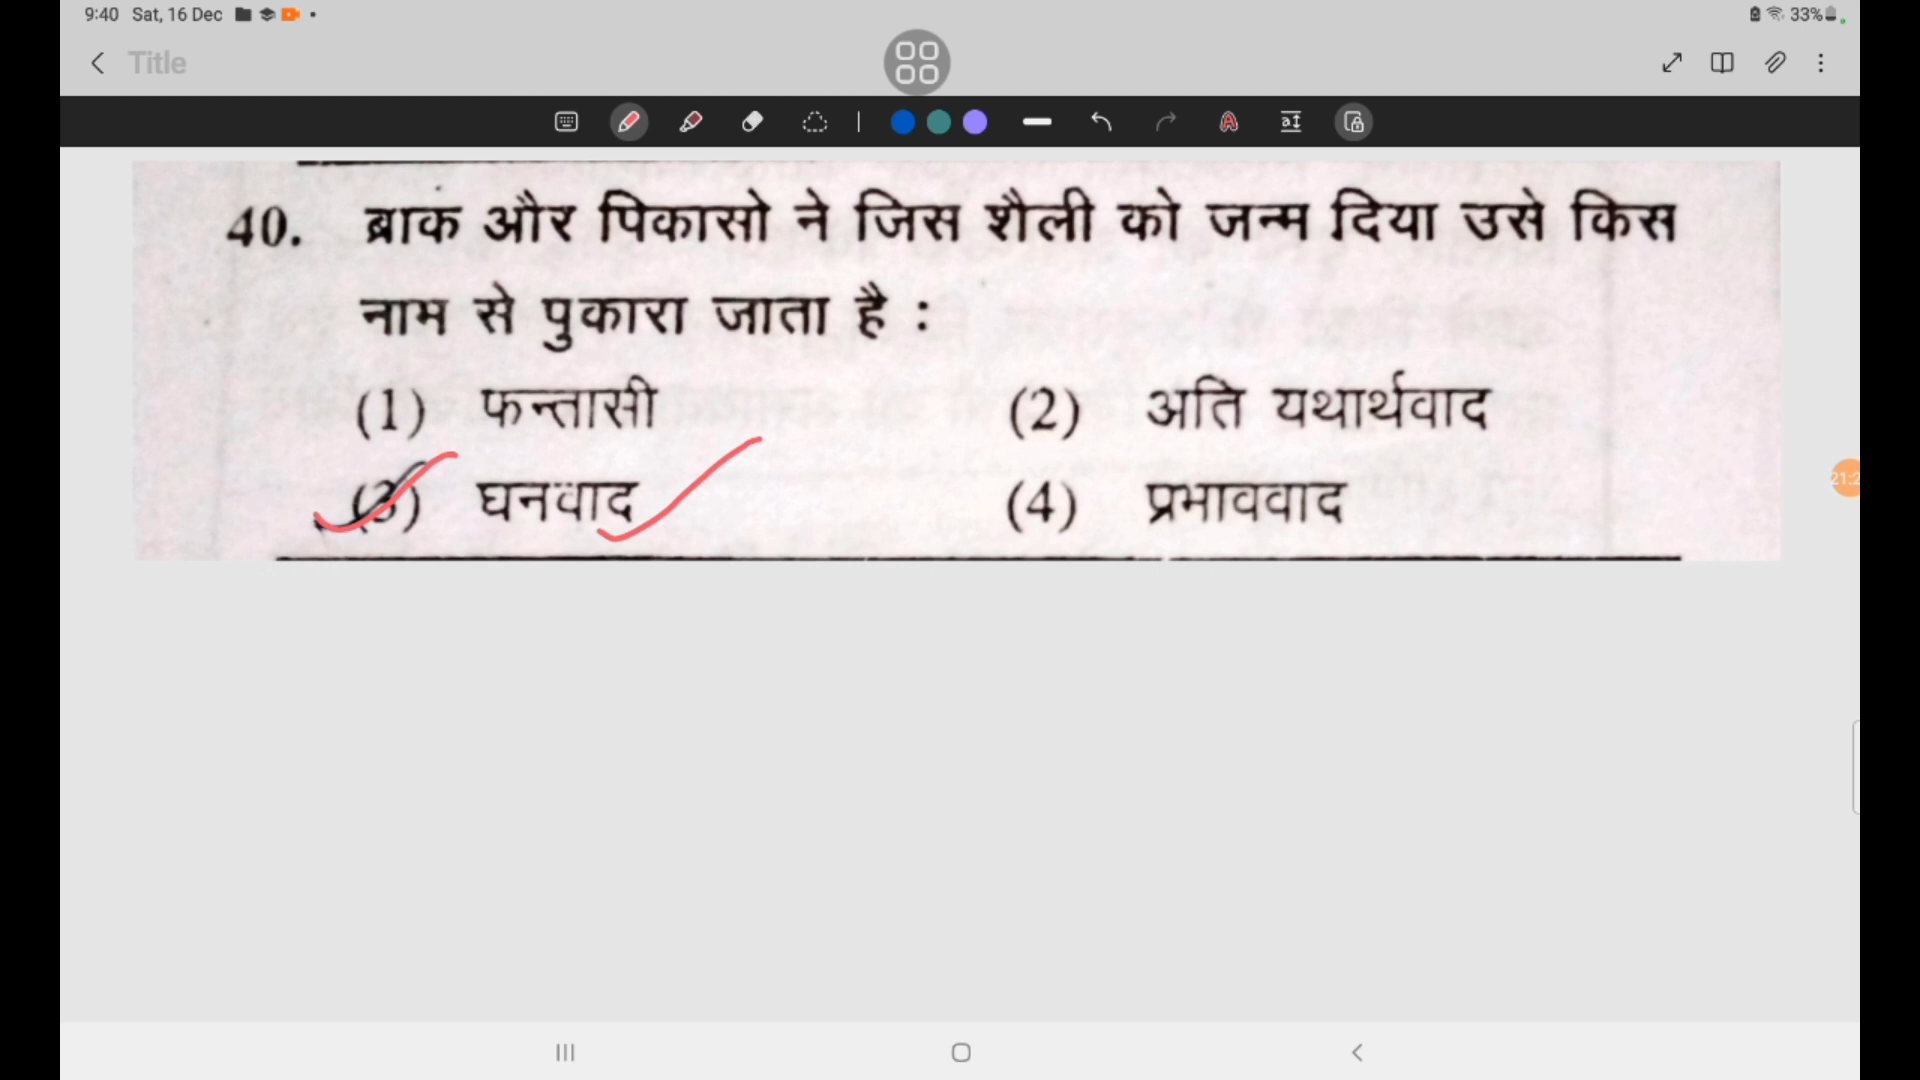 9:40 Sat, 16 Dec
33%
Title
40. ब्राक और पिकासो ने जिस शैली को जन्म दिया उसे किस
नाम से पुकारा जाता है :
(1) फन्तासी (2) अति यथार्थवाद
(3) घनवाद (4) प्रभाववाद